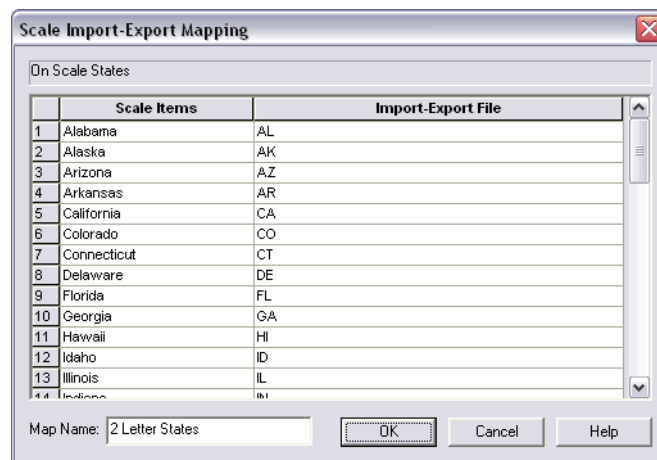 Scale Import-Export Mapping
On Scale States
Scale Items Import-Export File
1 Alabama AL
2 Alaska AK
3 Arizona AZ
4 Arkansas AR
5 California CA
6 Colorado CO
7 Connecticut CT
8 Delaware DE
9 Florida FL
10 Georgia GA
11 Hawaii HI
12 Idaho ID
13 Illinois IL
14 Indiana IN
Map Name: 2 Letter States OK Cancel Help